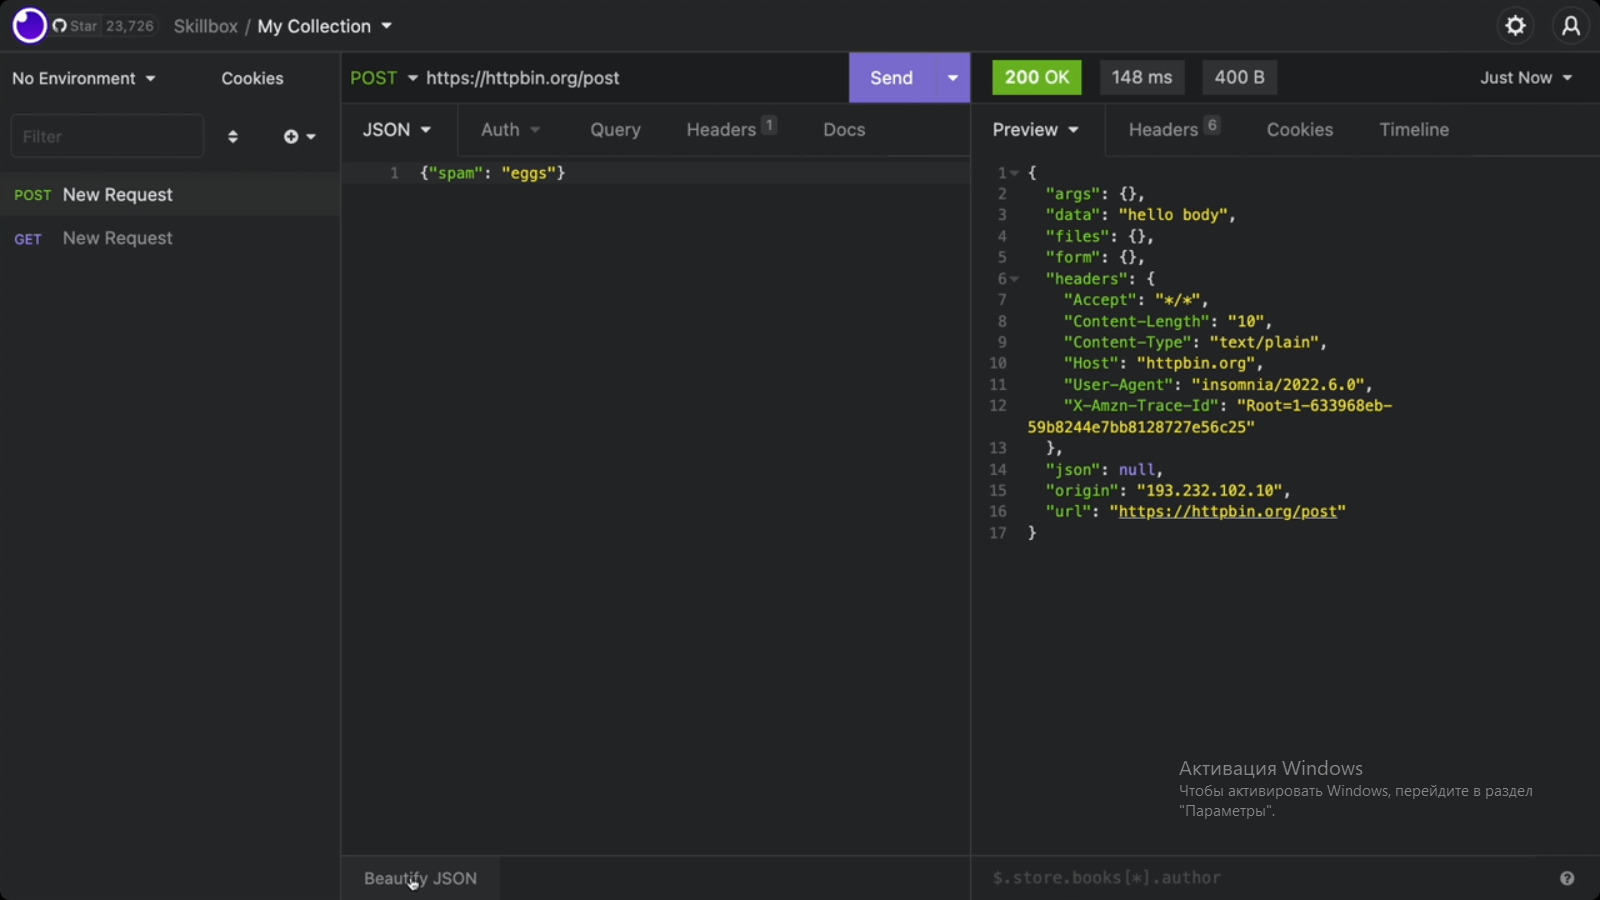 Star 23,726 Skillbox / My Collection
No Environment Cookies
Filter
POST New Request
GET New Request
POST https://httpbin.org/post Send
JSON Auth Query Headers 1 Docs
1 {"spam": "eggs"}
Beautify JSON
200 OK 148 ms 400 B Just Now
Preview Headers 6 Cookies Timeline
1 {
2 "args": {},
3 "data": "hello body",
4 "files": {},
5 "form": {},
6 "headers": {
7 "Accept": "*/*",
8 "Content-Length": "10",
9 "Content-Type": "text/plain",
10 "Host": "httpbin.org",
11 "User-Agent": "insomnia/2022.6.0",
12 "X-Amzn-Trace-Id": "Root=1-633968eb-
59b8244e7bb8128727e56c25"
13 },
14 "json": null,
15 "origin": "193.232.102.10",
16 "url": "https://httpbin.org/post"
17 }
Активация Windows
Чтобы активировать Windows, перейдите в раздел
"Параметры".
$.store.books[*].author